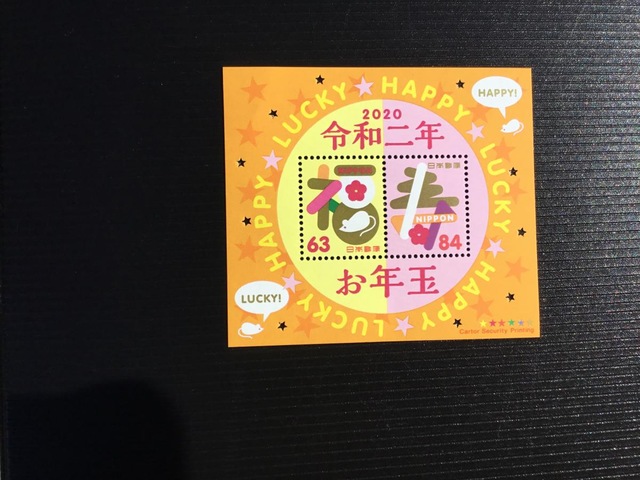 LUCKY ★ HAPPY LUCKY HAPPY LUCKY HAPPY
HAPPY!
2020
令和二年
福
63
日本郵便
寿
日本郵便
NIPPON
84
お年玉
LUCKY!
Cartor Security Printing